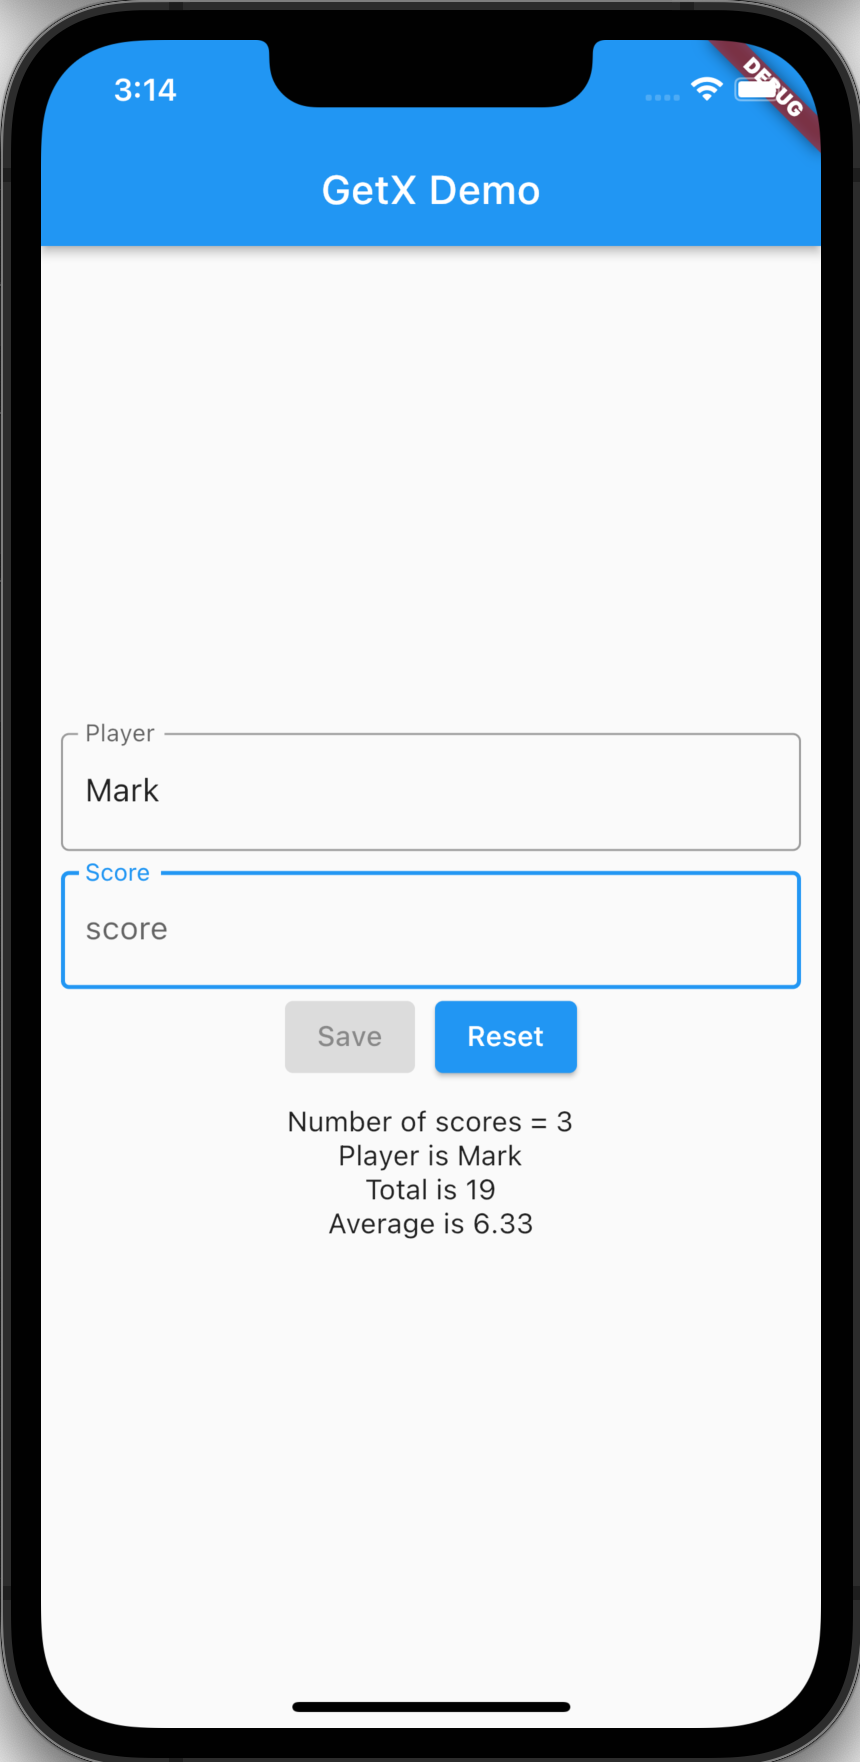 3:14
DEBUG
GetX Demo
Player
Mark
Score
score
Save Reset
Number of scores = 3
Player is Mark
Total is 19
Average is 6.33